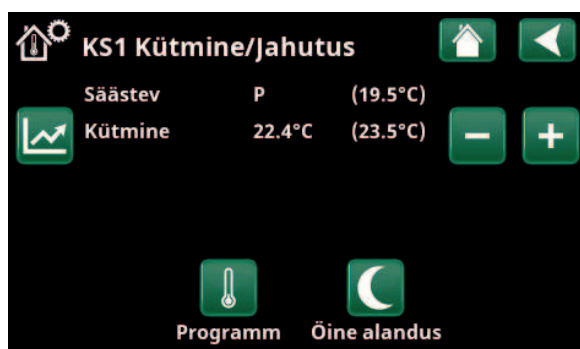 KS1 Kütmine/Jahutus
Säästev P (19.5°C)
Kütmine 22.4°C (23.5°C)
Programm Öine alandus